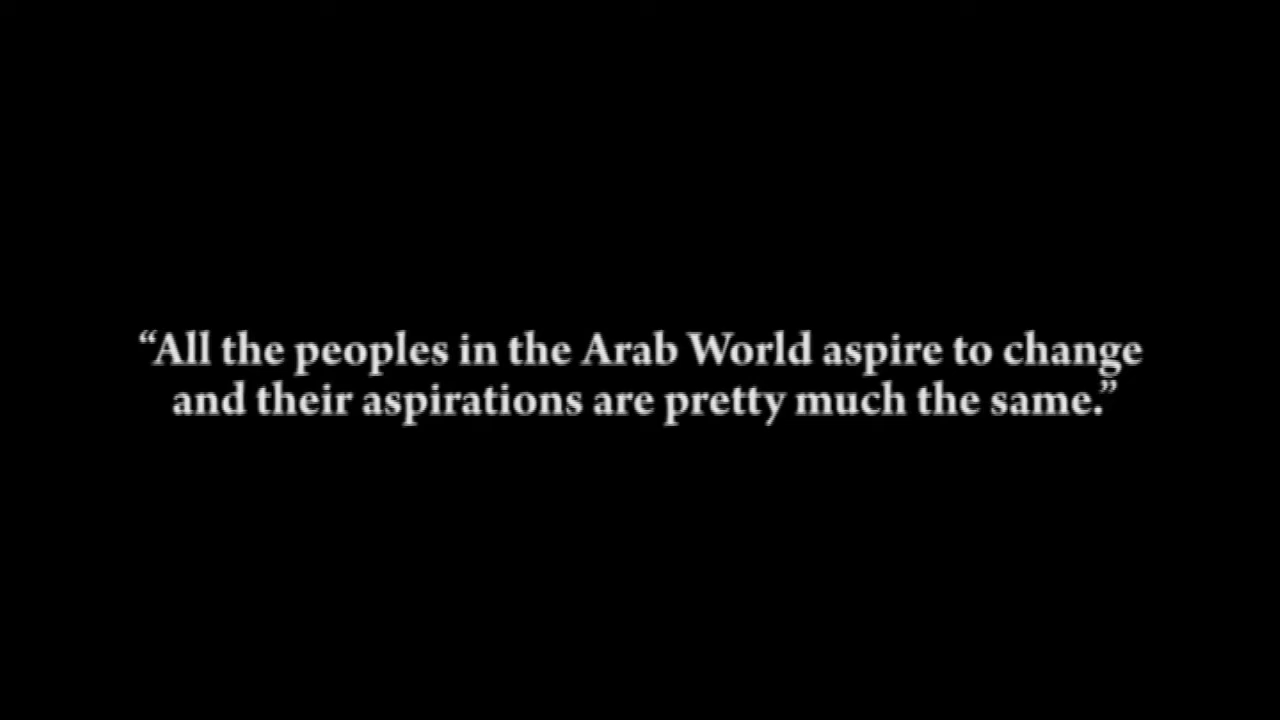 “All the peoples in the Arab World aspire to change
and their aspirations are pretty much the same.”